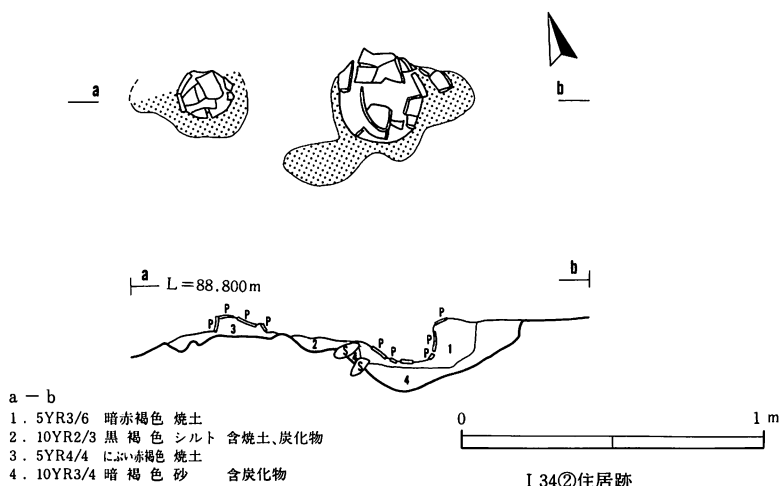 a
b
a
L=88.800m
b
P
P
P
P
3
2
S
4
S
P
P
P
P
P
1
4
a-b
1. 5YR3/6 暗赤褐色 焼土
2. 10YR2/3 黒褐色 シルト 含焼土、炭化物
3. 5YR4/4 にぶい赤褐色 焼土
4. 10YR3/4 暗褐色 砂 含炭化物
0 1m
I34②住居跡